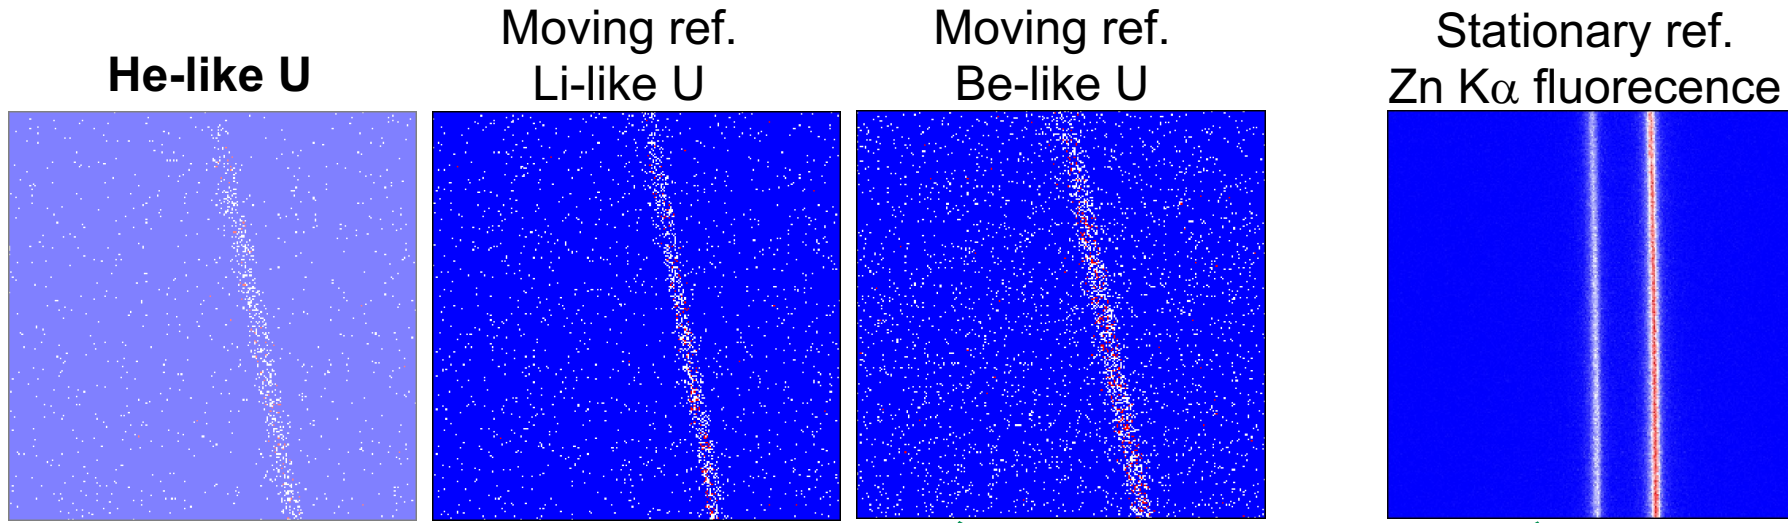 He-like U
Moving ref.
Li-like U
Moving ref.
Be-like U
Stationary ref.
Zn Kα fluorecence